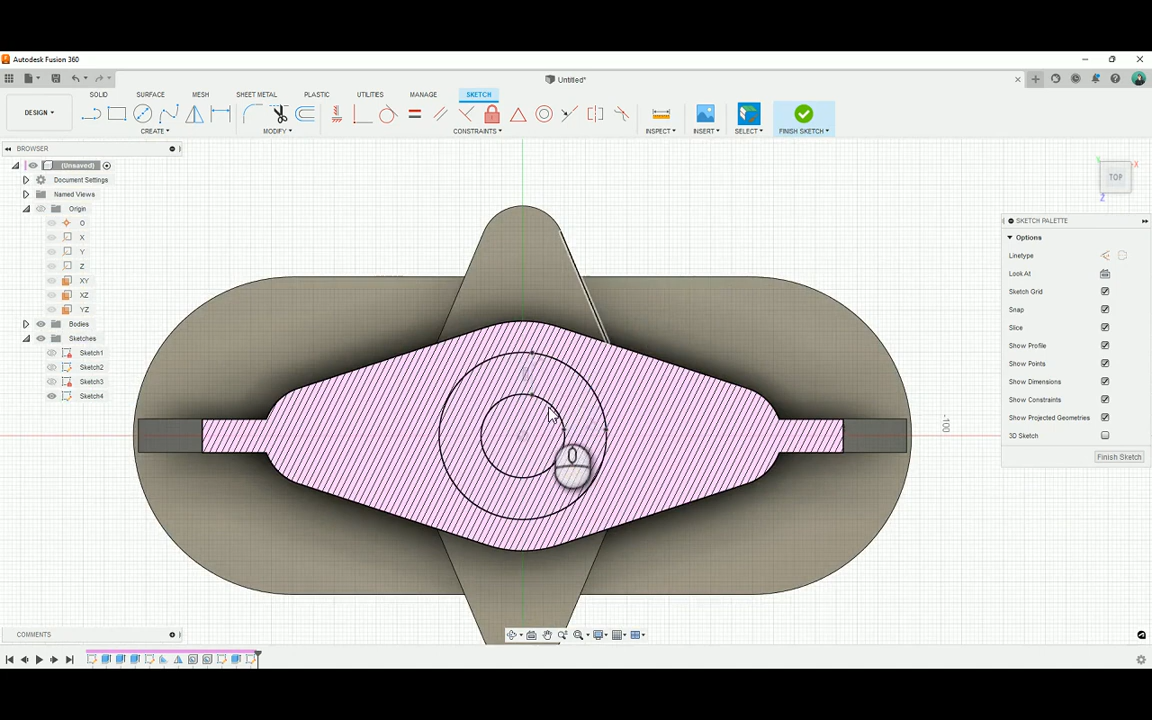 Autodesk Fusion 360
Untitled*
DESIGN
SOLID SURFACE MESH SHEET METAL PLASTIC UTILITIES MANAGE SKETCH
CREATE MODIFY CONSTRAINTS INSPECT INSERT SELECT FINISH SKETCH
BROWSER
(Unsaved)
Document Settings
Named Views
Origin
O
X
Y
Z
XY
XZ
YZ
Bodies
Sketches
Sketch1
Sketch2
Sketch3
Sketch4
TOP
X
Z
-100
SKETCH PALETTE
Options
Linetype
Look At
Sketch Grid
Snap
Slice
Show Profile
Show Points
Show Dimensions
Show Constraints
Show Projected Geometries
3D Sketch
Finish Sketch
COMMENTS